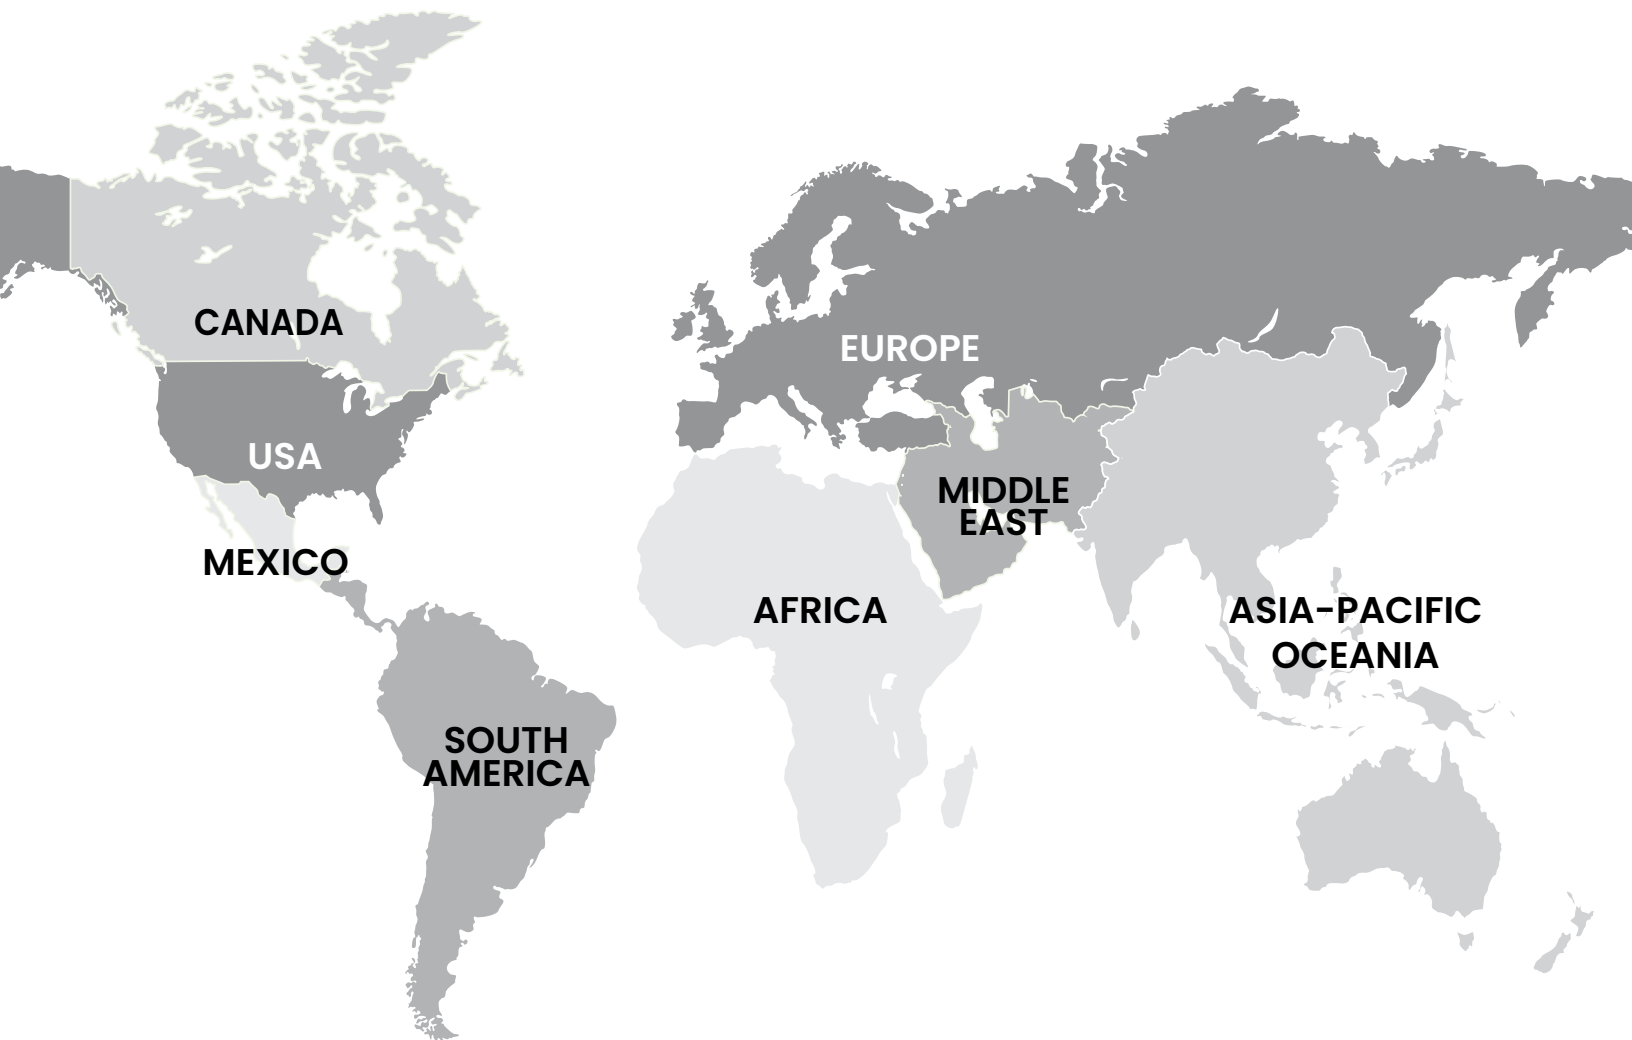 CANADA
EUROPE
USA
MIDDLE
EAST
MEXICO
AFRICA
ASIA-PACIFIC
OCEANIA
SOUTH
AMERICA